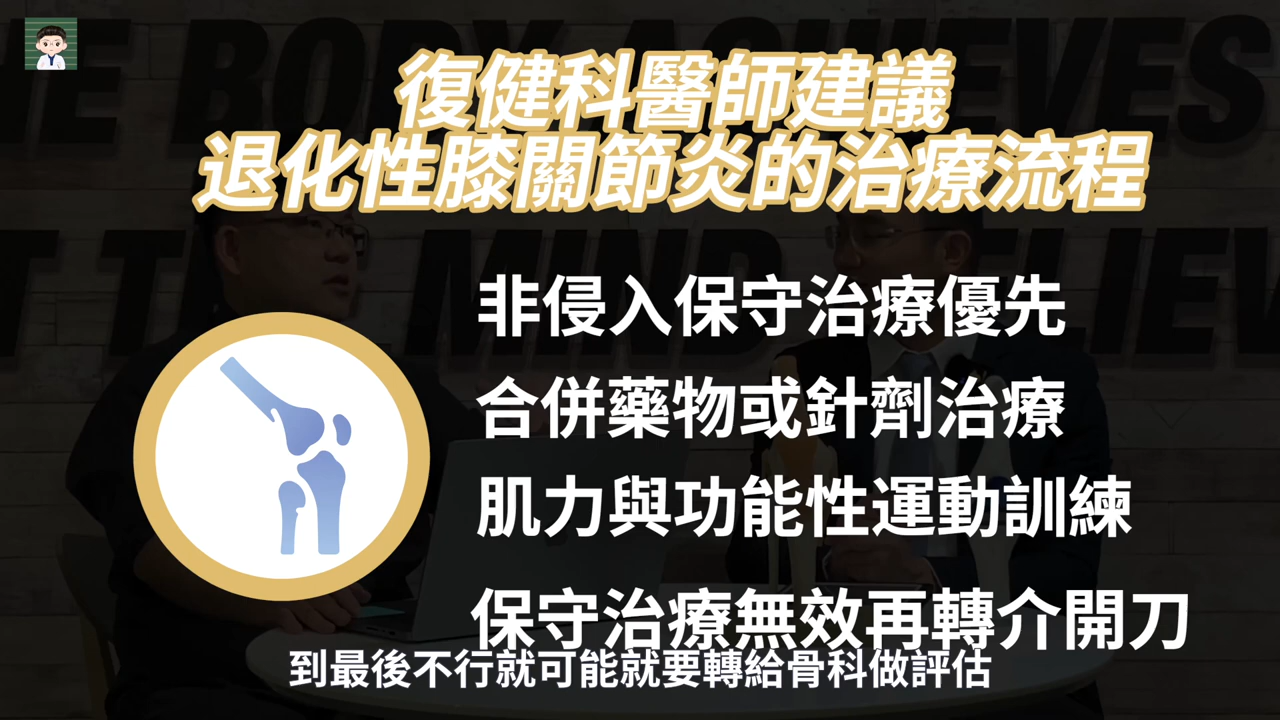 THE BODY ACHIEVES
復健科醫師建議
退化性膝關節炎的治療流程
非侵入保守治療優先
合併藥物或針劑治療
肌力與功能性運動訓練
保守治療無效再轉介開刀
到最後不行就可能就要轉給骨科做評估